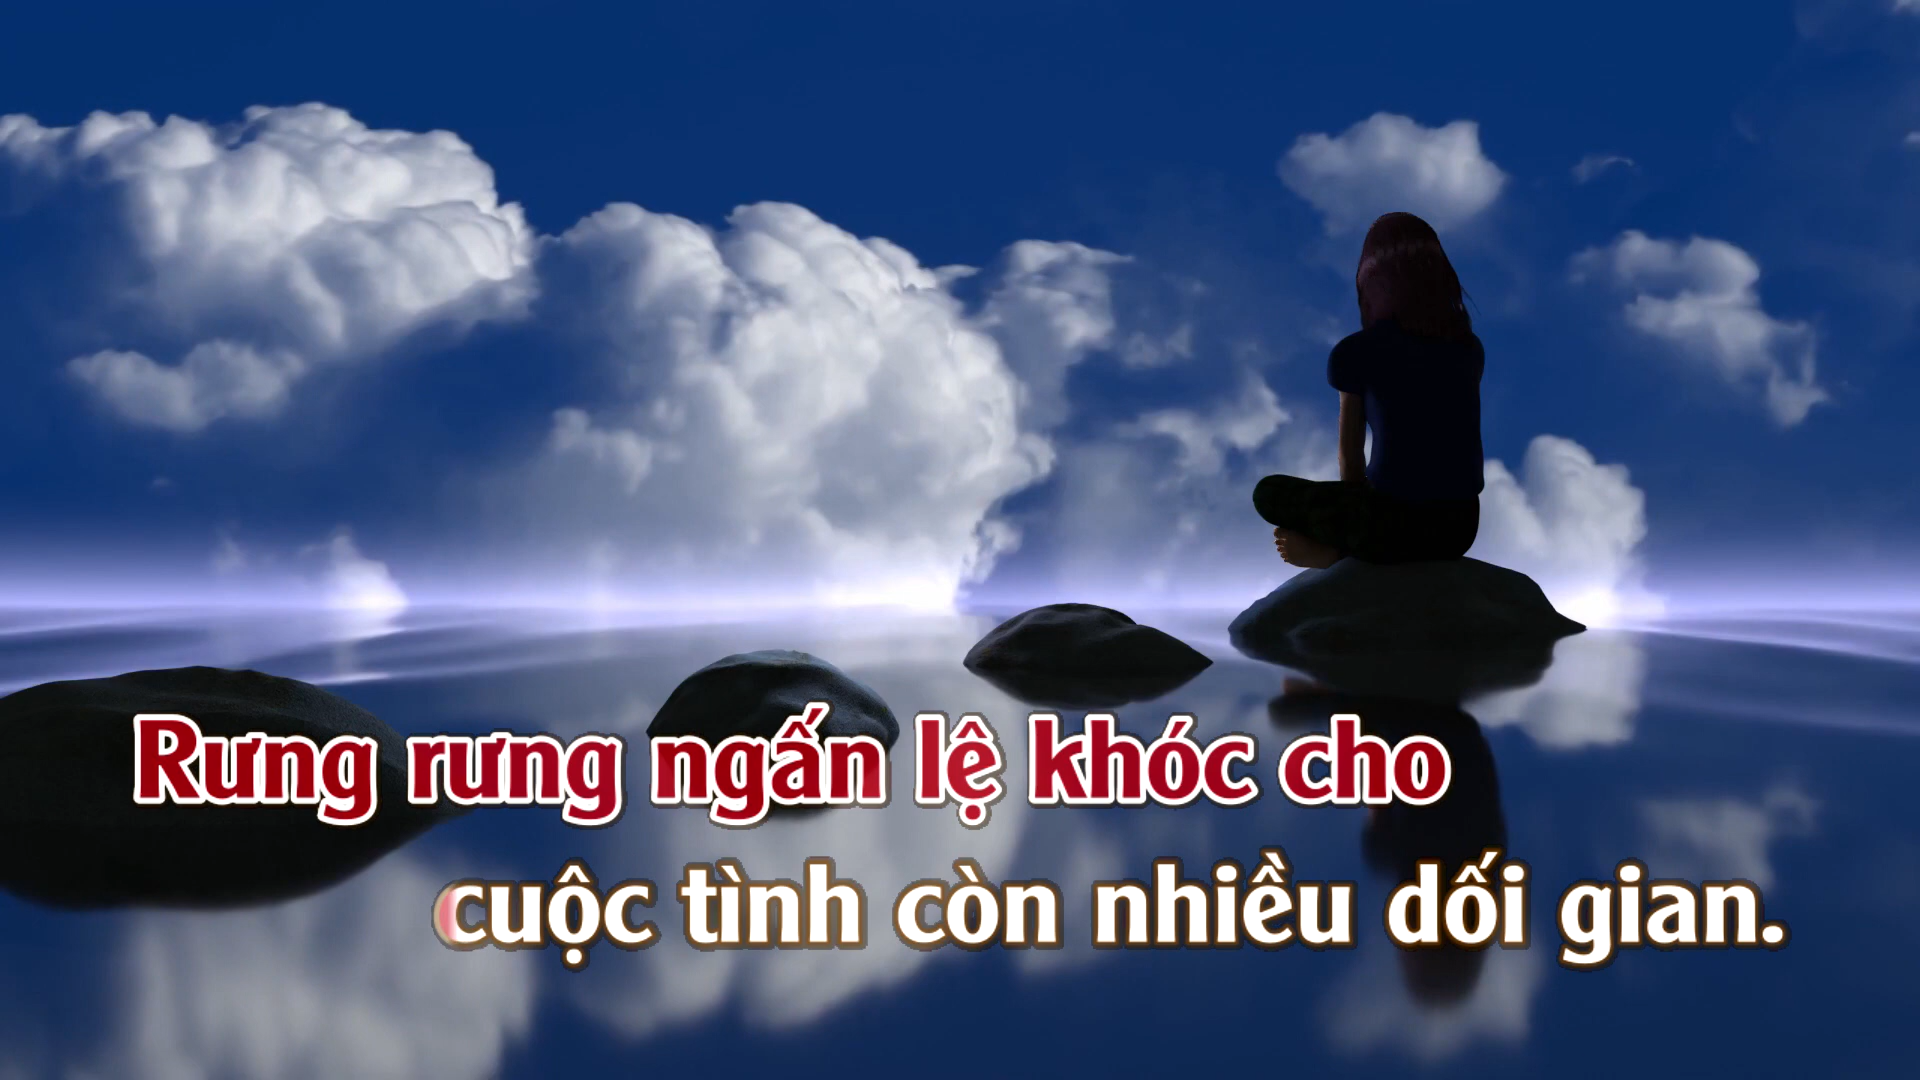 Rưng rưng ngấn lệ khóc cho
cuộc tình còn nhiều dối gian.